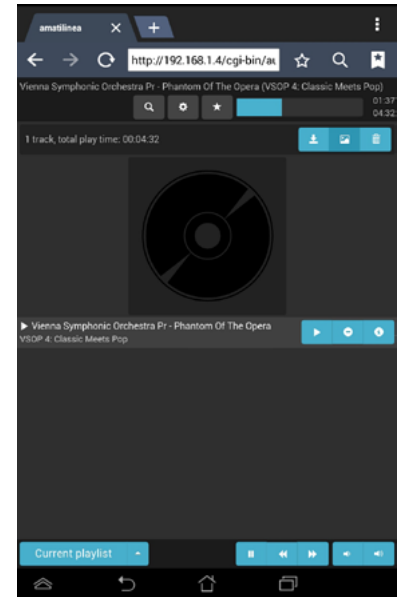 amatilinea
http://192.168.1.4/cgi-bin/au
Vienna Symphonic Orchestra Pr - Phantom Of The Opera (VSOP 4: Classic Meets Pop)
01:37
04:32
1 track, total play time: 00:04:32
Vienna Symphonic Orchestra Pr - Phantom Of The Opera
VSOP 4: Classic Meets Pop
Current playlist